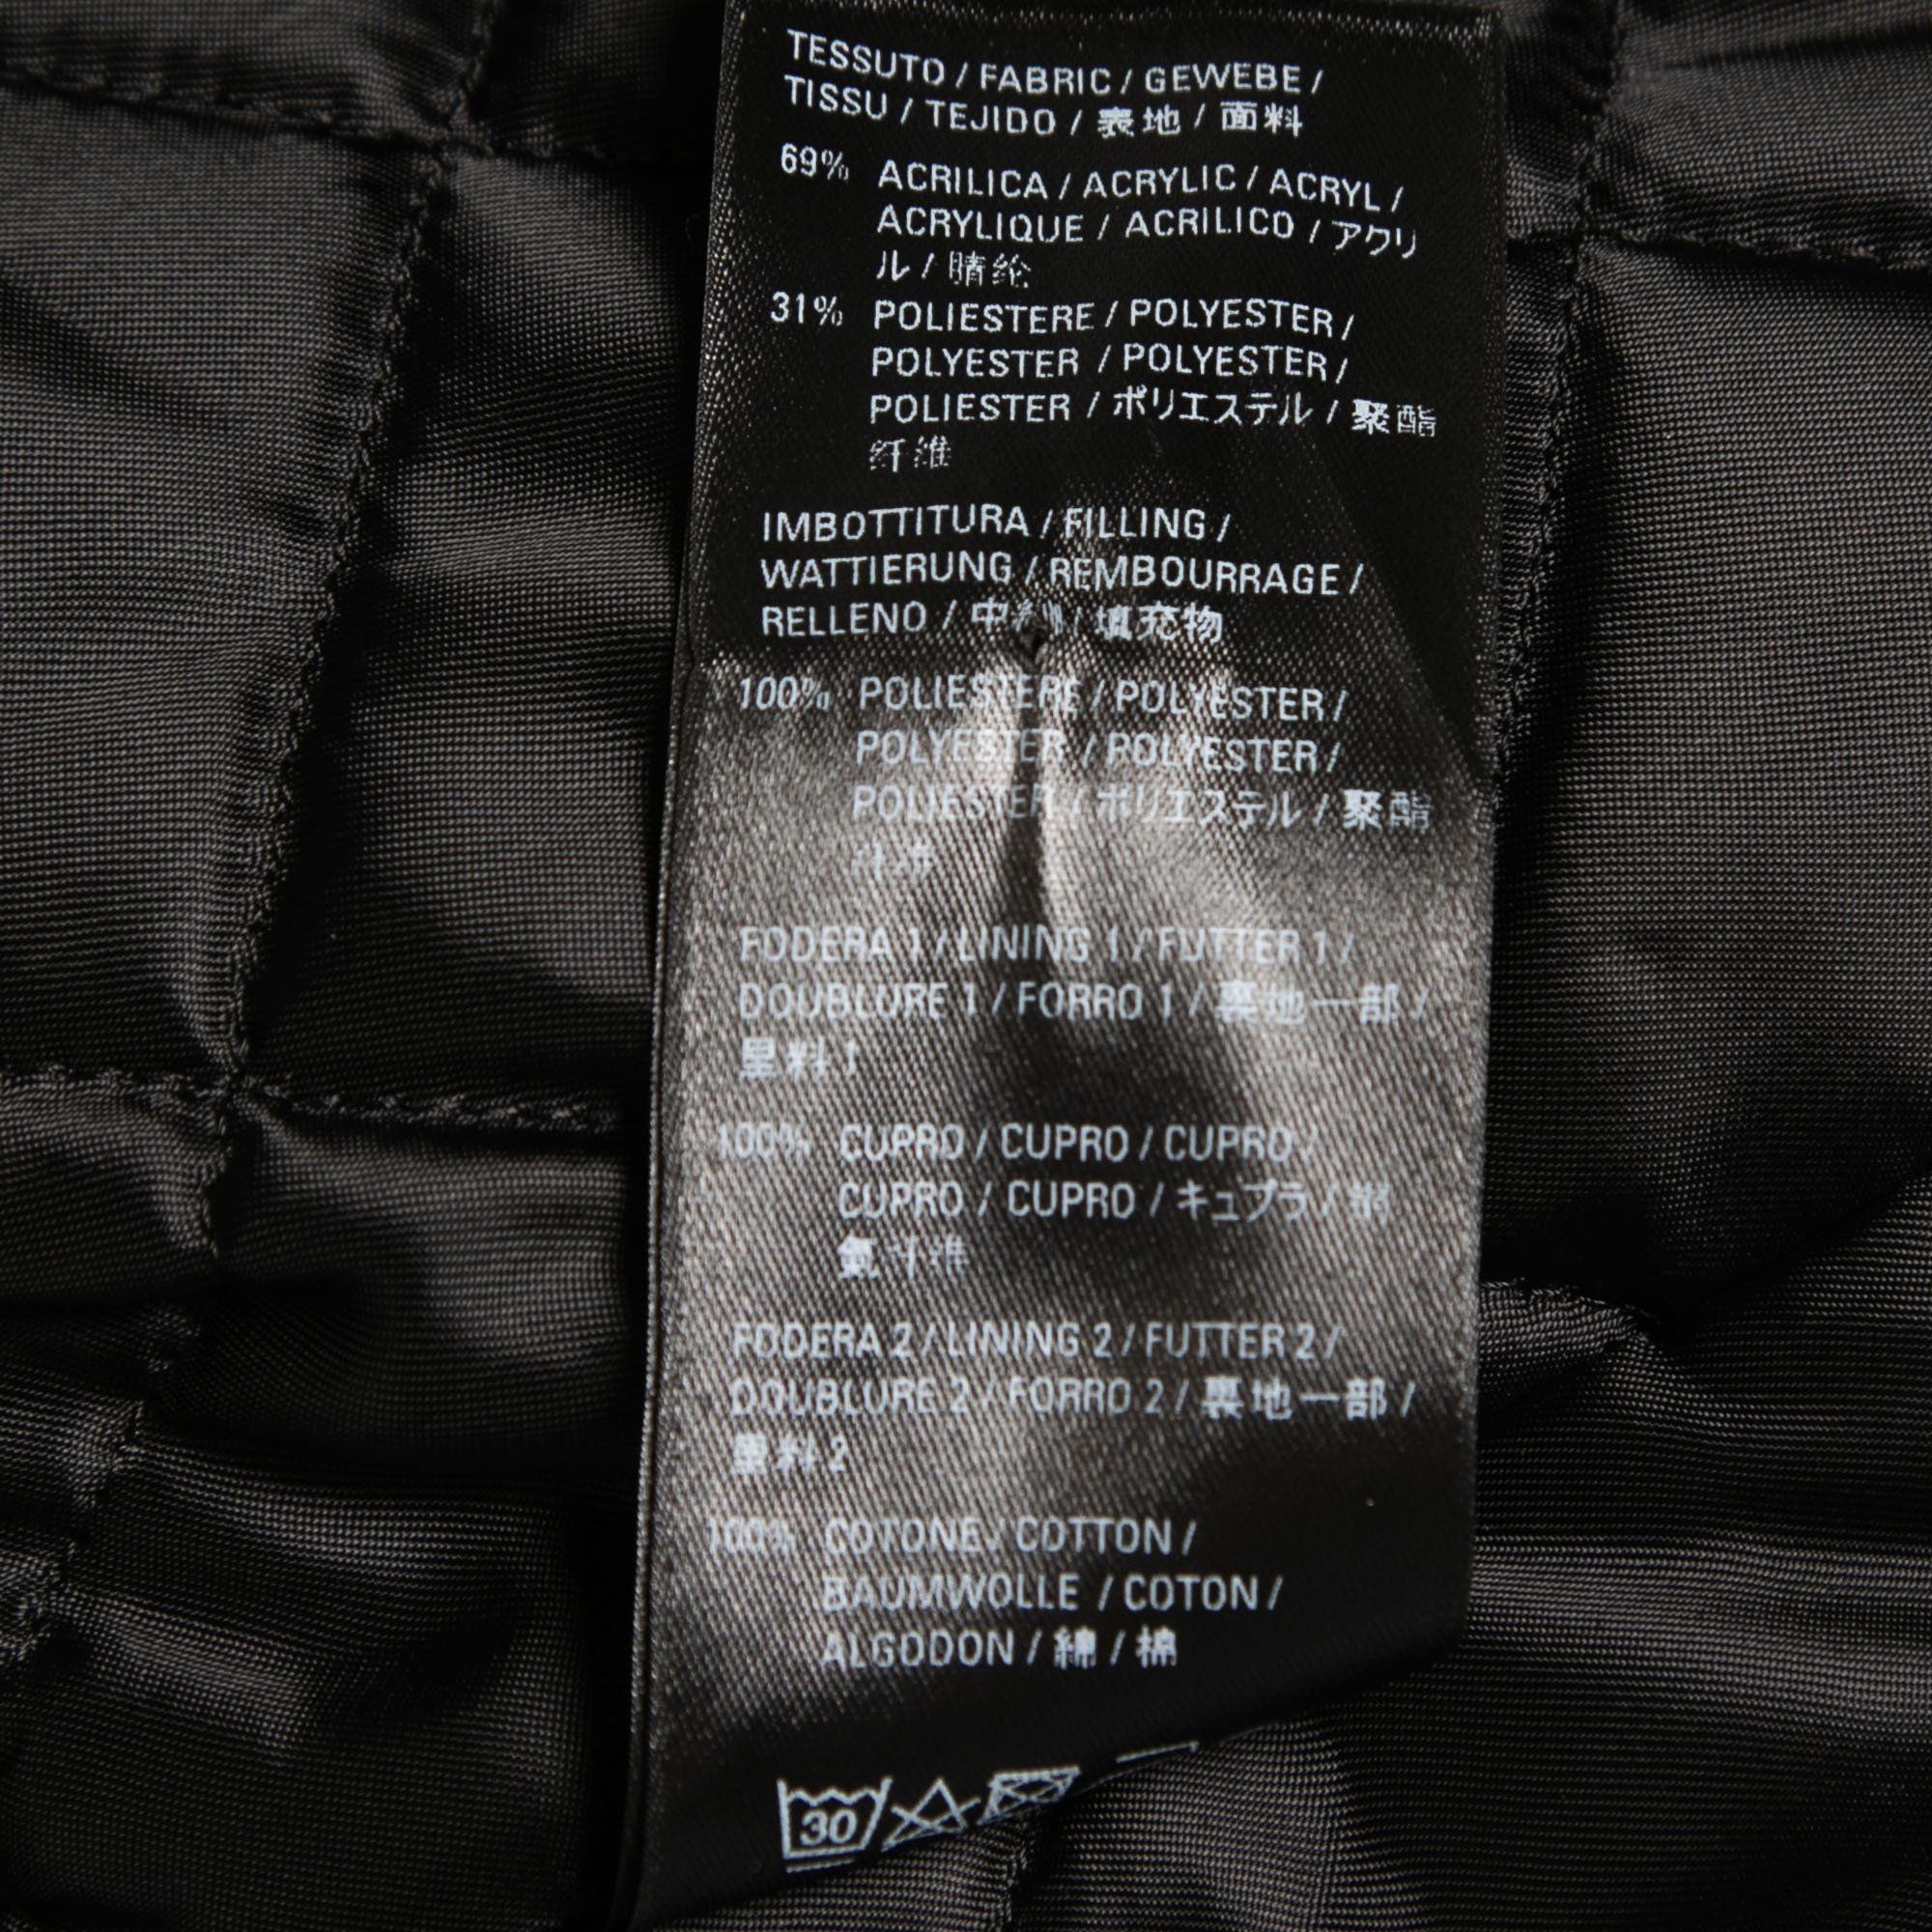 TESSUTO / FABRIC / GEWEBE /
TISSU / TEJIDO / 表地 / 面料
69% ACRILICA / ACRYLIC / ACRYL /
ACRYLIQUE / ACRILICO / アクリ
ル / 腈纶
31% POLIESTERE / POLYESTER /
POLYESTER / POLYESTER /
POLIESTER / ポリエステル / 聚酯
纤维
IMBOTTITURA / FILLING /
WATTIERUNG / REMBOURRAGE /
RELLENO / 中綿 / 填充物
100% POLIESTERE / POLYESTER /
POLYESTER / POLYESTER /
POLIESTER / ポリエステル / 聚酯
纤维
FODERA 1 / LINING 1 / FUTTER 1 /
DOUBLURE 1 / FORRO 1 / 裏地一部 /
里料 1
100% CUPRO / CUPRO / CUPRO /
CUPRO / CUPRO / キュプラ / 铜
氨纤维
FODERA 2 / LINING 2 / FUTTER 2 /
DOUBLURE 2 / FORRO 2 / 裏地一部 /
里料 2
100% COTONE / COTTON /
BAUMWOLLE / COTON /
ALGODON / 綿 / 棉
30